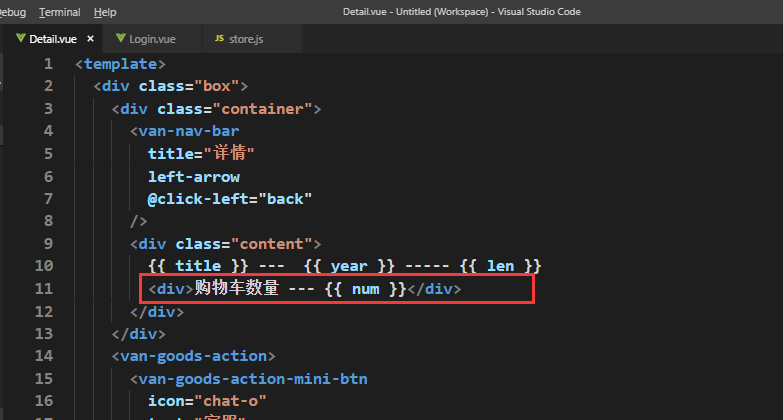 Debug Terminal Help Detail.vue - Untitled (Workspace) - Visual Studio Code
Detail.vue × Login.vue JS store.js
1 <template>
2 <div class="box">
3 <div class="container">
4 <van-nav-bar
5 title="详情"
6 left-arrow
7 @click-left="back"
8 />
9 <div class="content">
10 {{ title }} --- {{ year }} ----- {{ len }}
11 <div>购物车数量 --- {{ num }}</div>
12 </div>
13 </div>
14 <van-goods-action>
15 <van-goods-action-mini-btn
16 icon="chat-o"